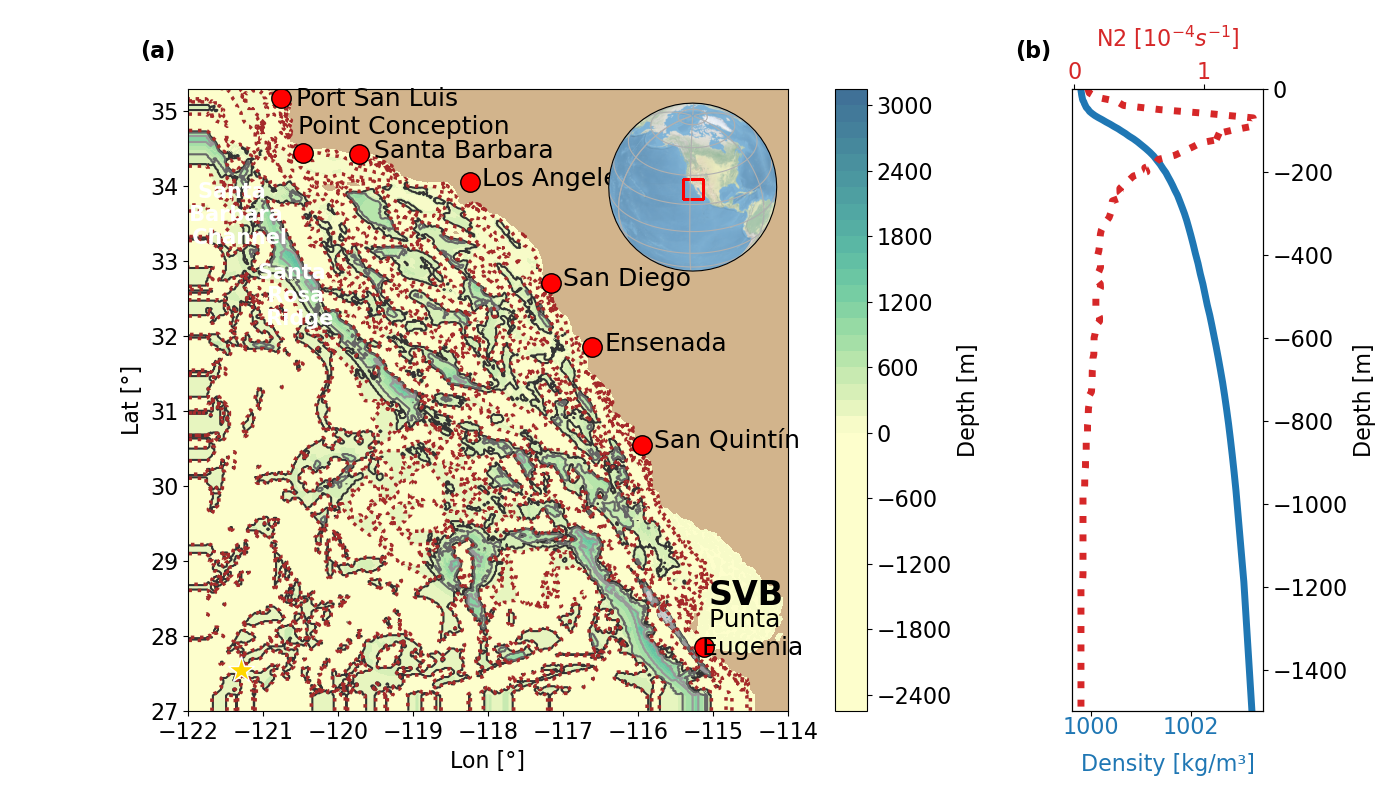 (a)
(b)
N2 [10⁻⁴s⁻¹]
0 1
Port San Luis
Point Conception
Santa Barbara
Los Angele
Santa
Barbara
Channel
Santa
Rosa
Ridge
San Diego
Ensenada
San Quintín
SVB
Punta
Eugenia
35
34
33
32
31
30
29
28
27
Lat [°]
−122 −121 −120 −119 −118 −117 −116 −115 −114
Lon [°]
3000
2400
1800
1200
600
0
−600
−1200
−1800
−2400
Depth [m]
0
−200
−400
−600
−800
−1000
−1200
−1400
Depth [m]
1000 1002
Density [kg/m³]